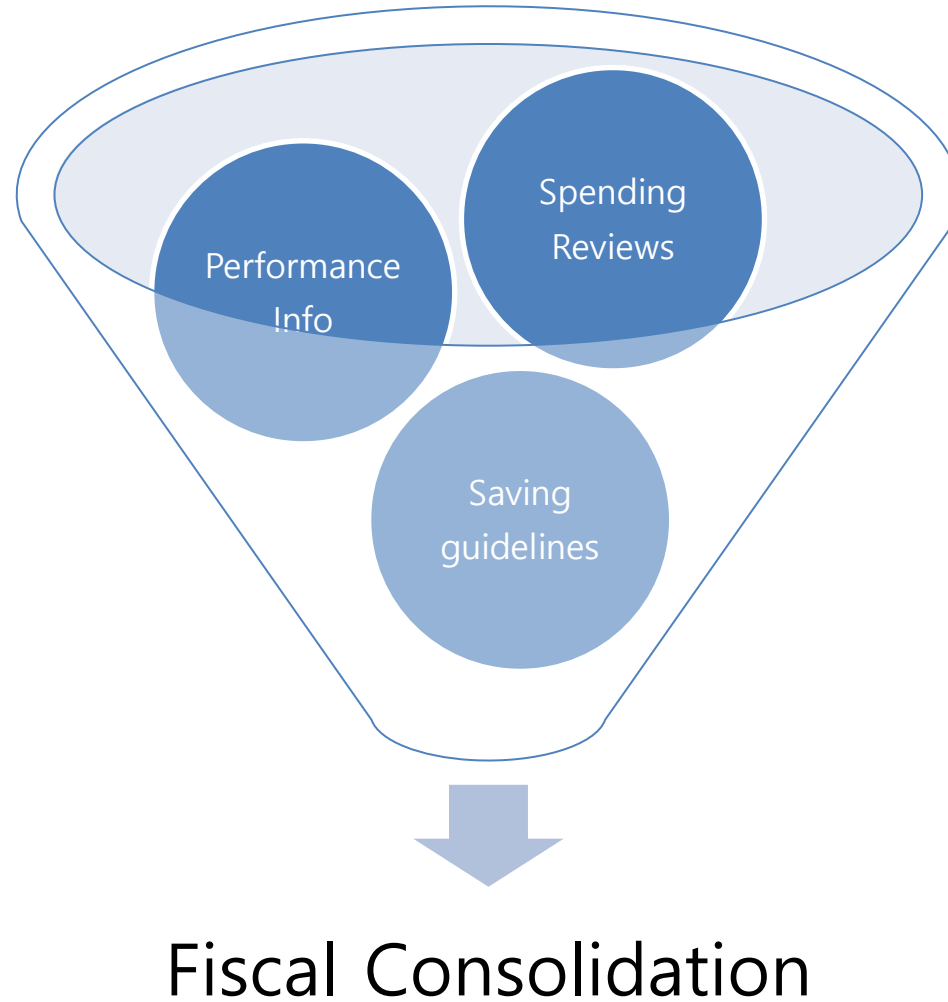 Spending
Reviews
Performance
Info
Saving
guidelines
Fiscal Consolidation